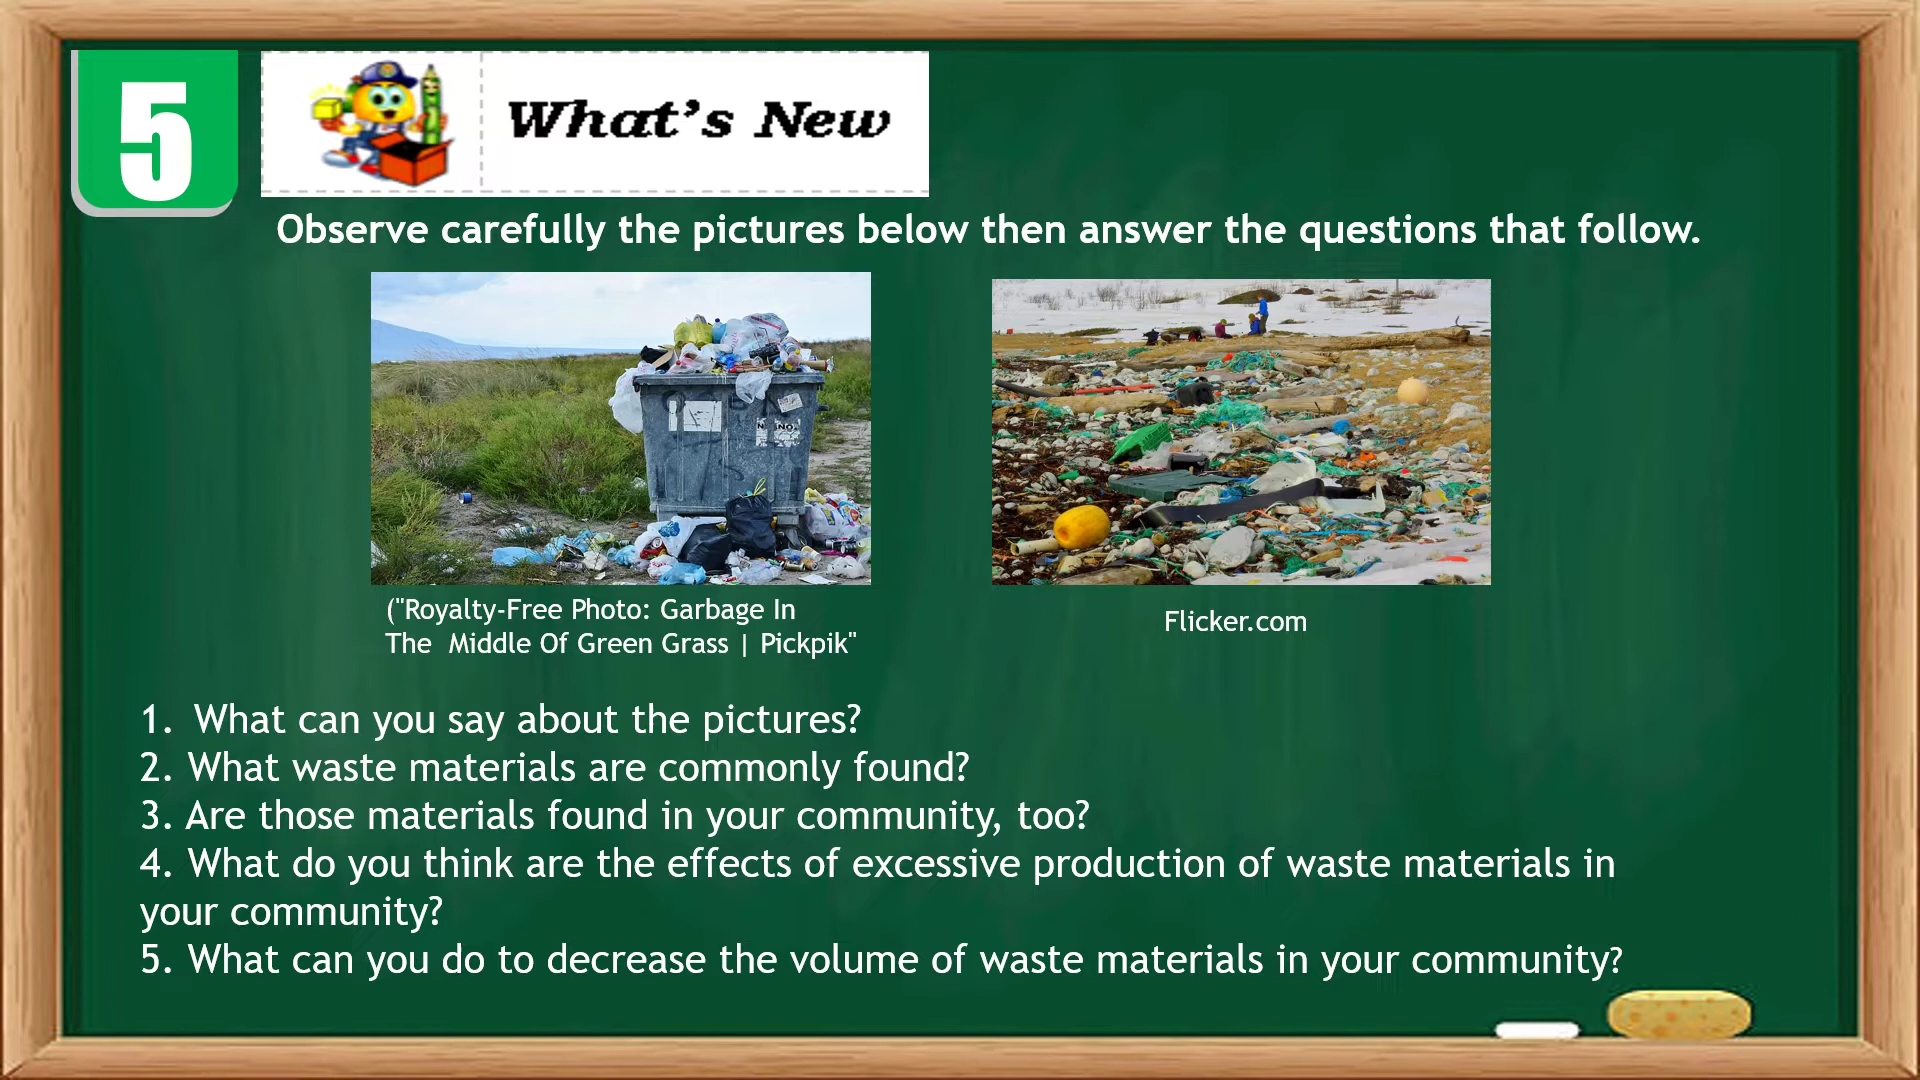 5
What's New
Observe carefully the pictures below then answer the questions that follow.
("Royalty-Free Photo: Garbage In
The Middle Of Green Grass | Pickpik"
Flicker.com
1. What can you say about the pictures?
2. What waste materials are commonly found?
3. Are those materials found in your community, too?
4. What do you think are the effects of excessive production of waste materials in
your community?
5. What can you do to decrease the volume of waste materials in your community?